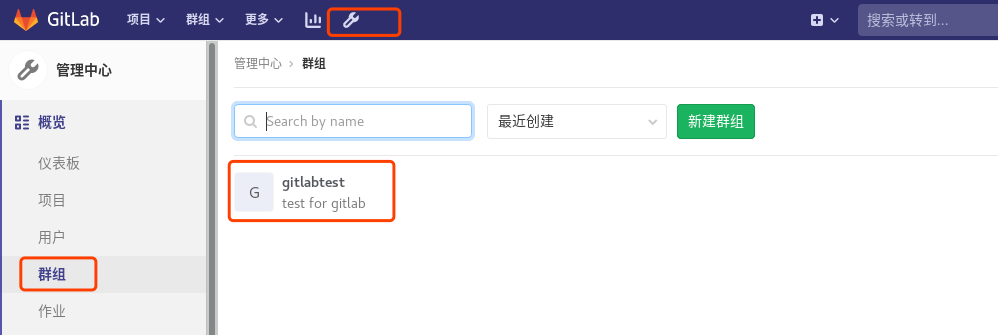 GitLab 项目 群组 更多 搜索或转到...
管理中心
管理中心 › 群组
概览
Search by name 最近创建 新建群组
仪表板
项目
用户
群组
作业
G
gitlabtest
test for gitlab